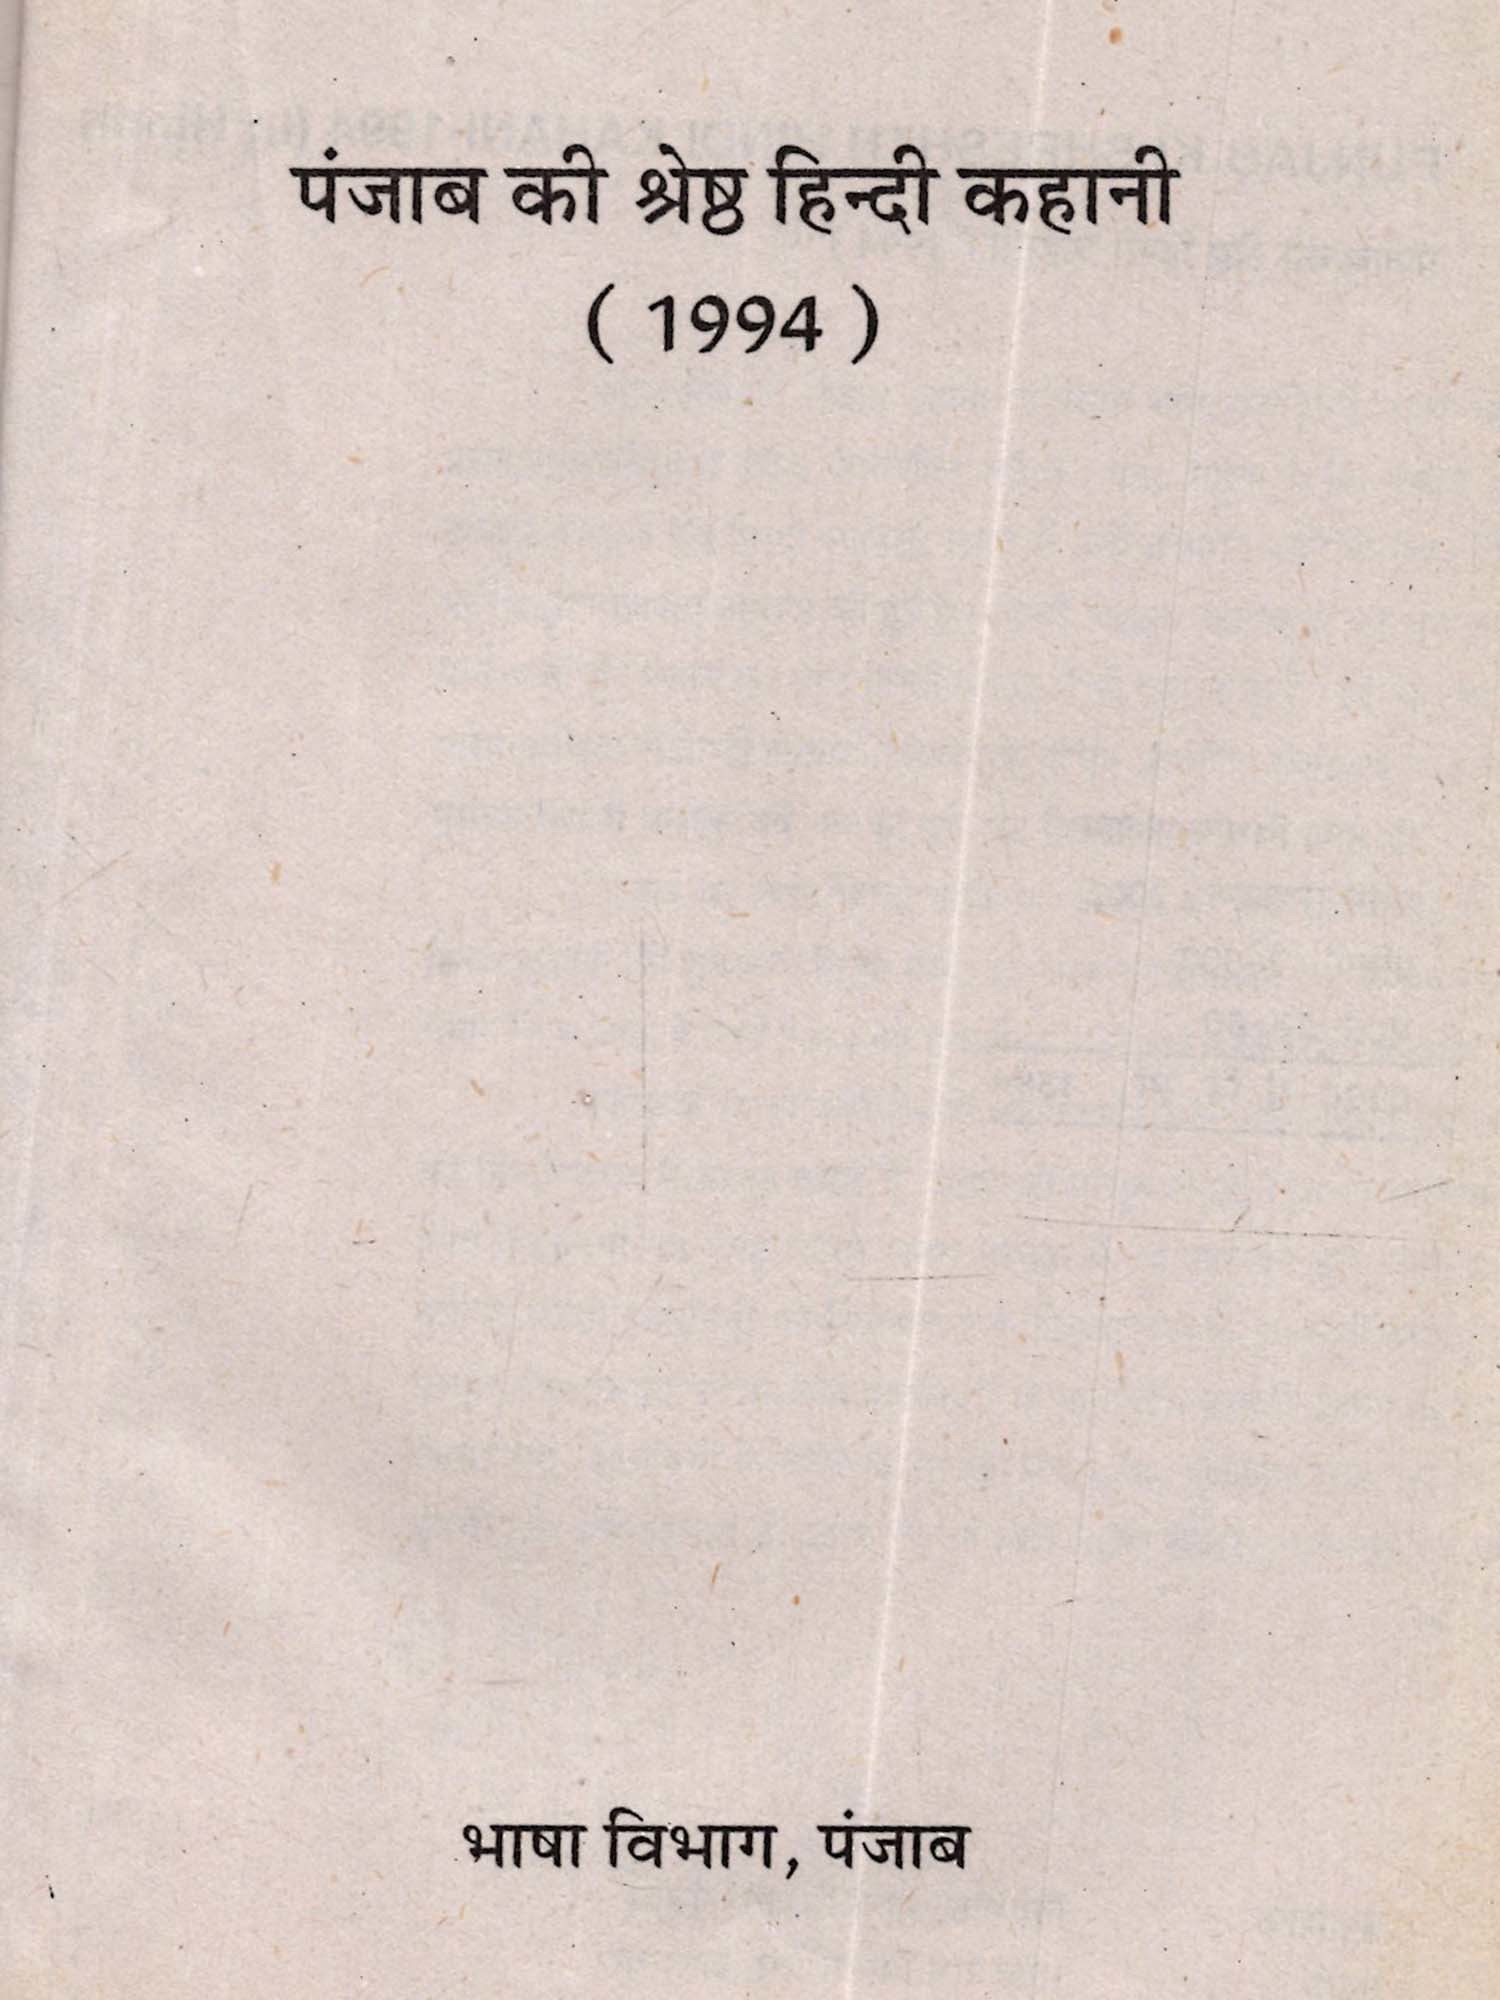 पंजाब की श्रेष्ठ हिन्दी कहानी
( 1994 )
भाषा विभाग, पंजाब